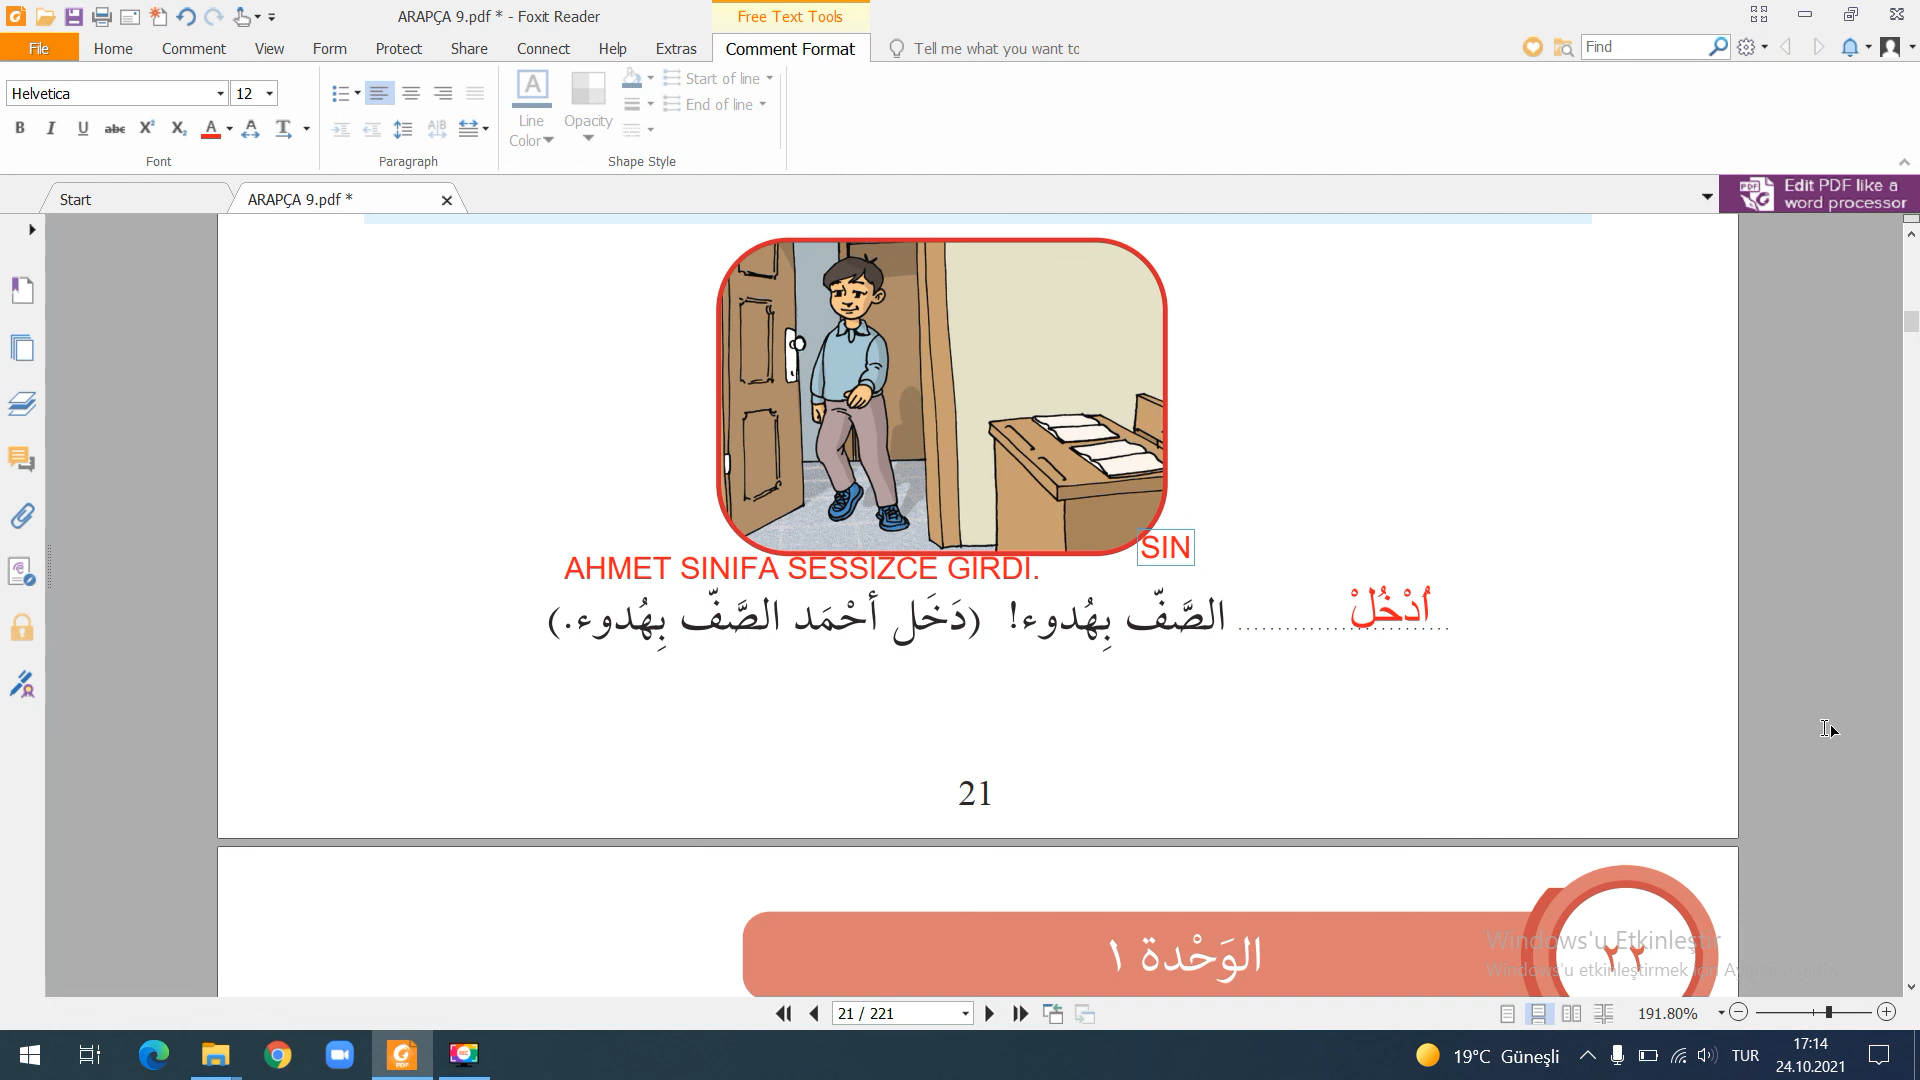 ARAPÇA 9.pdf * - Foxit Reader
Free Text Tools
File Home Comment View Form Protect Share Connect Help Extras Comment Format Tell me what you want to Find
Helvetica 12
Line Color
Opacity
Start of line
End of line
Font Paragraph Shape Style
Start
ARAPÇA 9.pdf *
Edit PDF like a
word processor
SIN
AHMET SINIFA SESSIZCE GIRDI.
اُدْخُلْ .......................... الصَّفّ بِهُدوء! (دَخَل أَحْمَد الصَّفّ بِهُدوء.)
21
الوَحْدة ١
٢٢
Windows'u Etkinleştir
21 / 221
191.80%
19°C Güneşli
TUR
17:14
24.10.2021